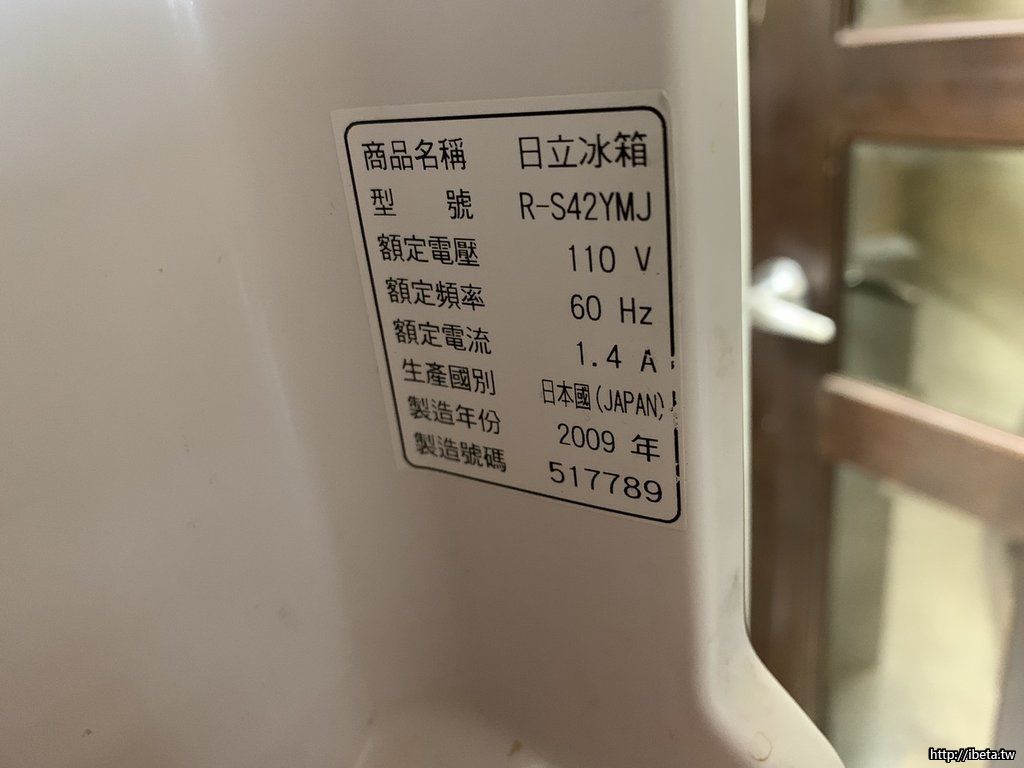 商品名稱 日立冰箱
型 號 R-S42YMJ
額定電壓 110 V
額定頻率 60 Hz
額定電流 1.4 A
生產國別 日本國(JAPAN)
製造年份 2009 年
製造號碼 517789
http://ibeta.tw